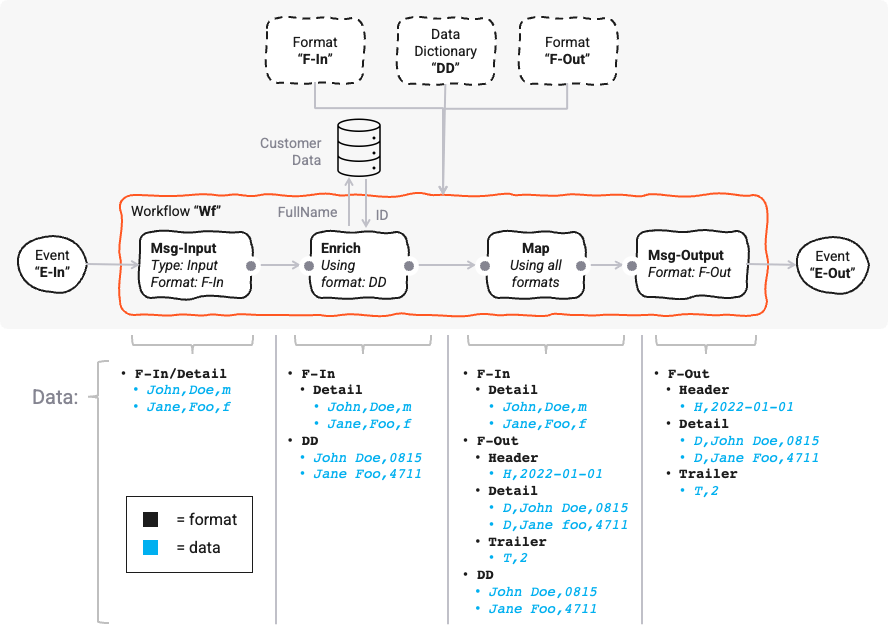 Format
“F-In”
Data
Dictionary
“DD”
Format
“F-Out”
Customer
Data
FullName
ID
Workflow “Wf”
Event
“E-In”
Msg-Input
Type: Input
Format: F-In
Enrich
Using
format: DD
Map
Using all
formats
Msg-Output
Format: F-Out
Event
“E-Out”
Data:
• F-In/Detail
• John,Doe,m
• Jane,Foo,f
• F-In
• Detail
• John,Doe,m
• Jane,Foo,f
• DD
• John Doe,0815
• Jane Foo,4711
• F-In
• Detail
• John,Doe,m
• Jane,Foo,f
• F-Out
• Header
• H,2022-01-01
• Detail
• D,John Doe,0815
• D,Jane foo,4711
• Trailer
• T,2
• DD
• John Doe,0815
• Jane Foo,4711
• F-Out
• Header
• H,2022-01-01
• Detail
• D,John Doe,0815
• D,Jane Foo,4711
• Trailer
• T,2
= format
= data